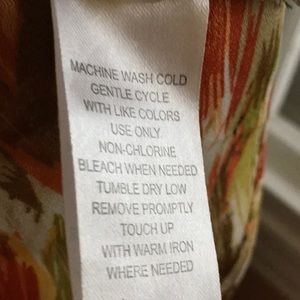 MACHINE WASH COLD
GENTLE CYCLE
WITH LIKE COLORS
USE ONLY
NON-CHLORINE
BLEACH WHEN NEEDED
TUMBLE DRY LOW
REMOVE PROMPTLY
TOUCH UP
WITH WARM IRON
WHERE NEEDED